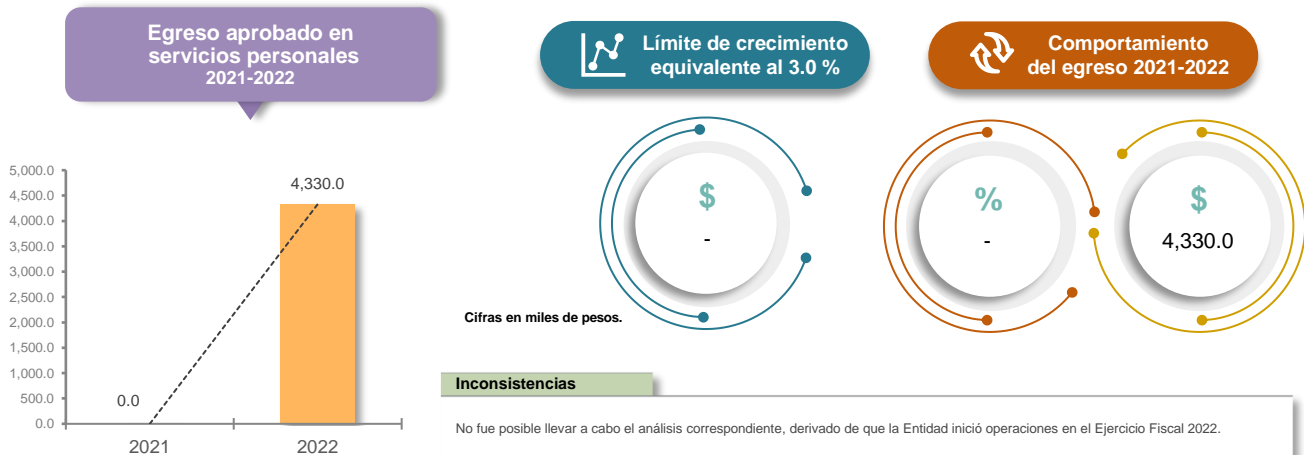 Egreso aprobado en
servicios personales
2021-2022
Límite de crecimiento
equivalente al 3.0 %
Comportamiento
del egreso 2021-2022
5,000.0
4,500.0
4,000.0
3,500.0
3,000.0
2,500.0
2,000.0
1,500.0
1,000.0
500.0
0.0
0.0
4,330.0
2021
2022
$
-
%
-
$
4,330.0
Cifras en miles de pesos.
Inconsistencias
No fue posible llevar a cabo el análisis correspondiente, derivado de que la Entidad inició operaciones en el Ejercicio Fiscal 2022.